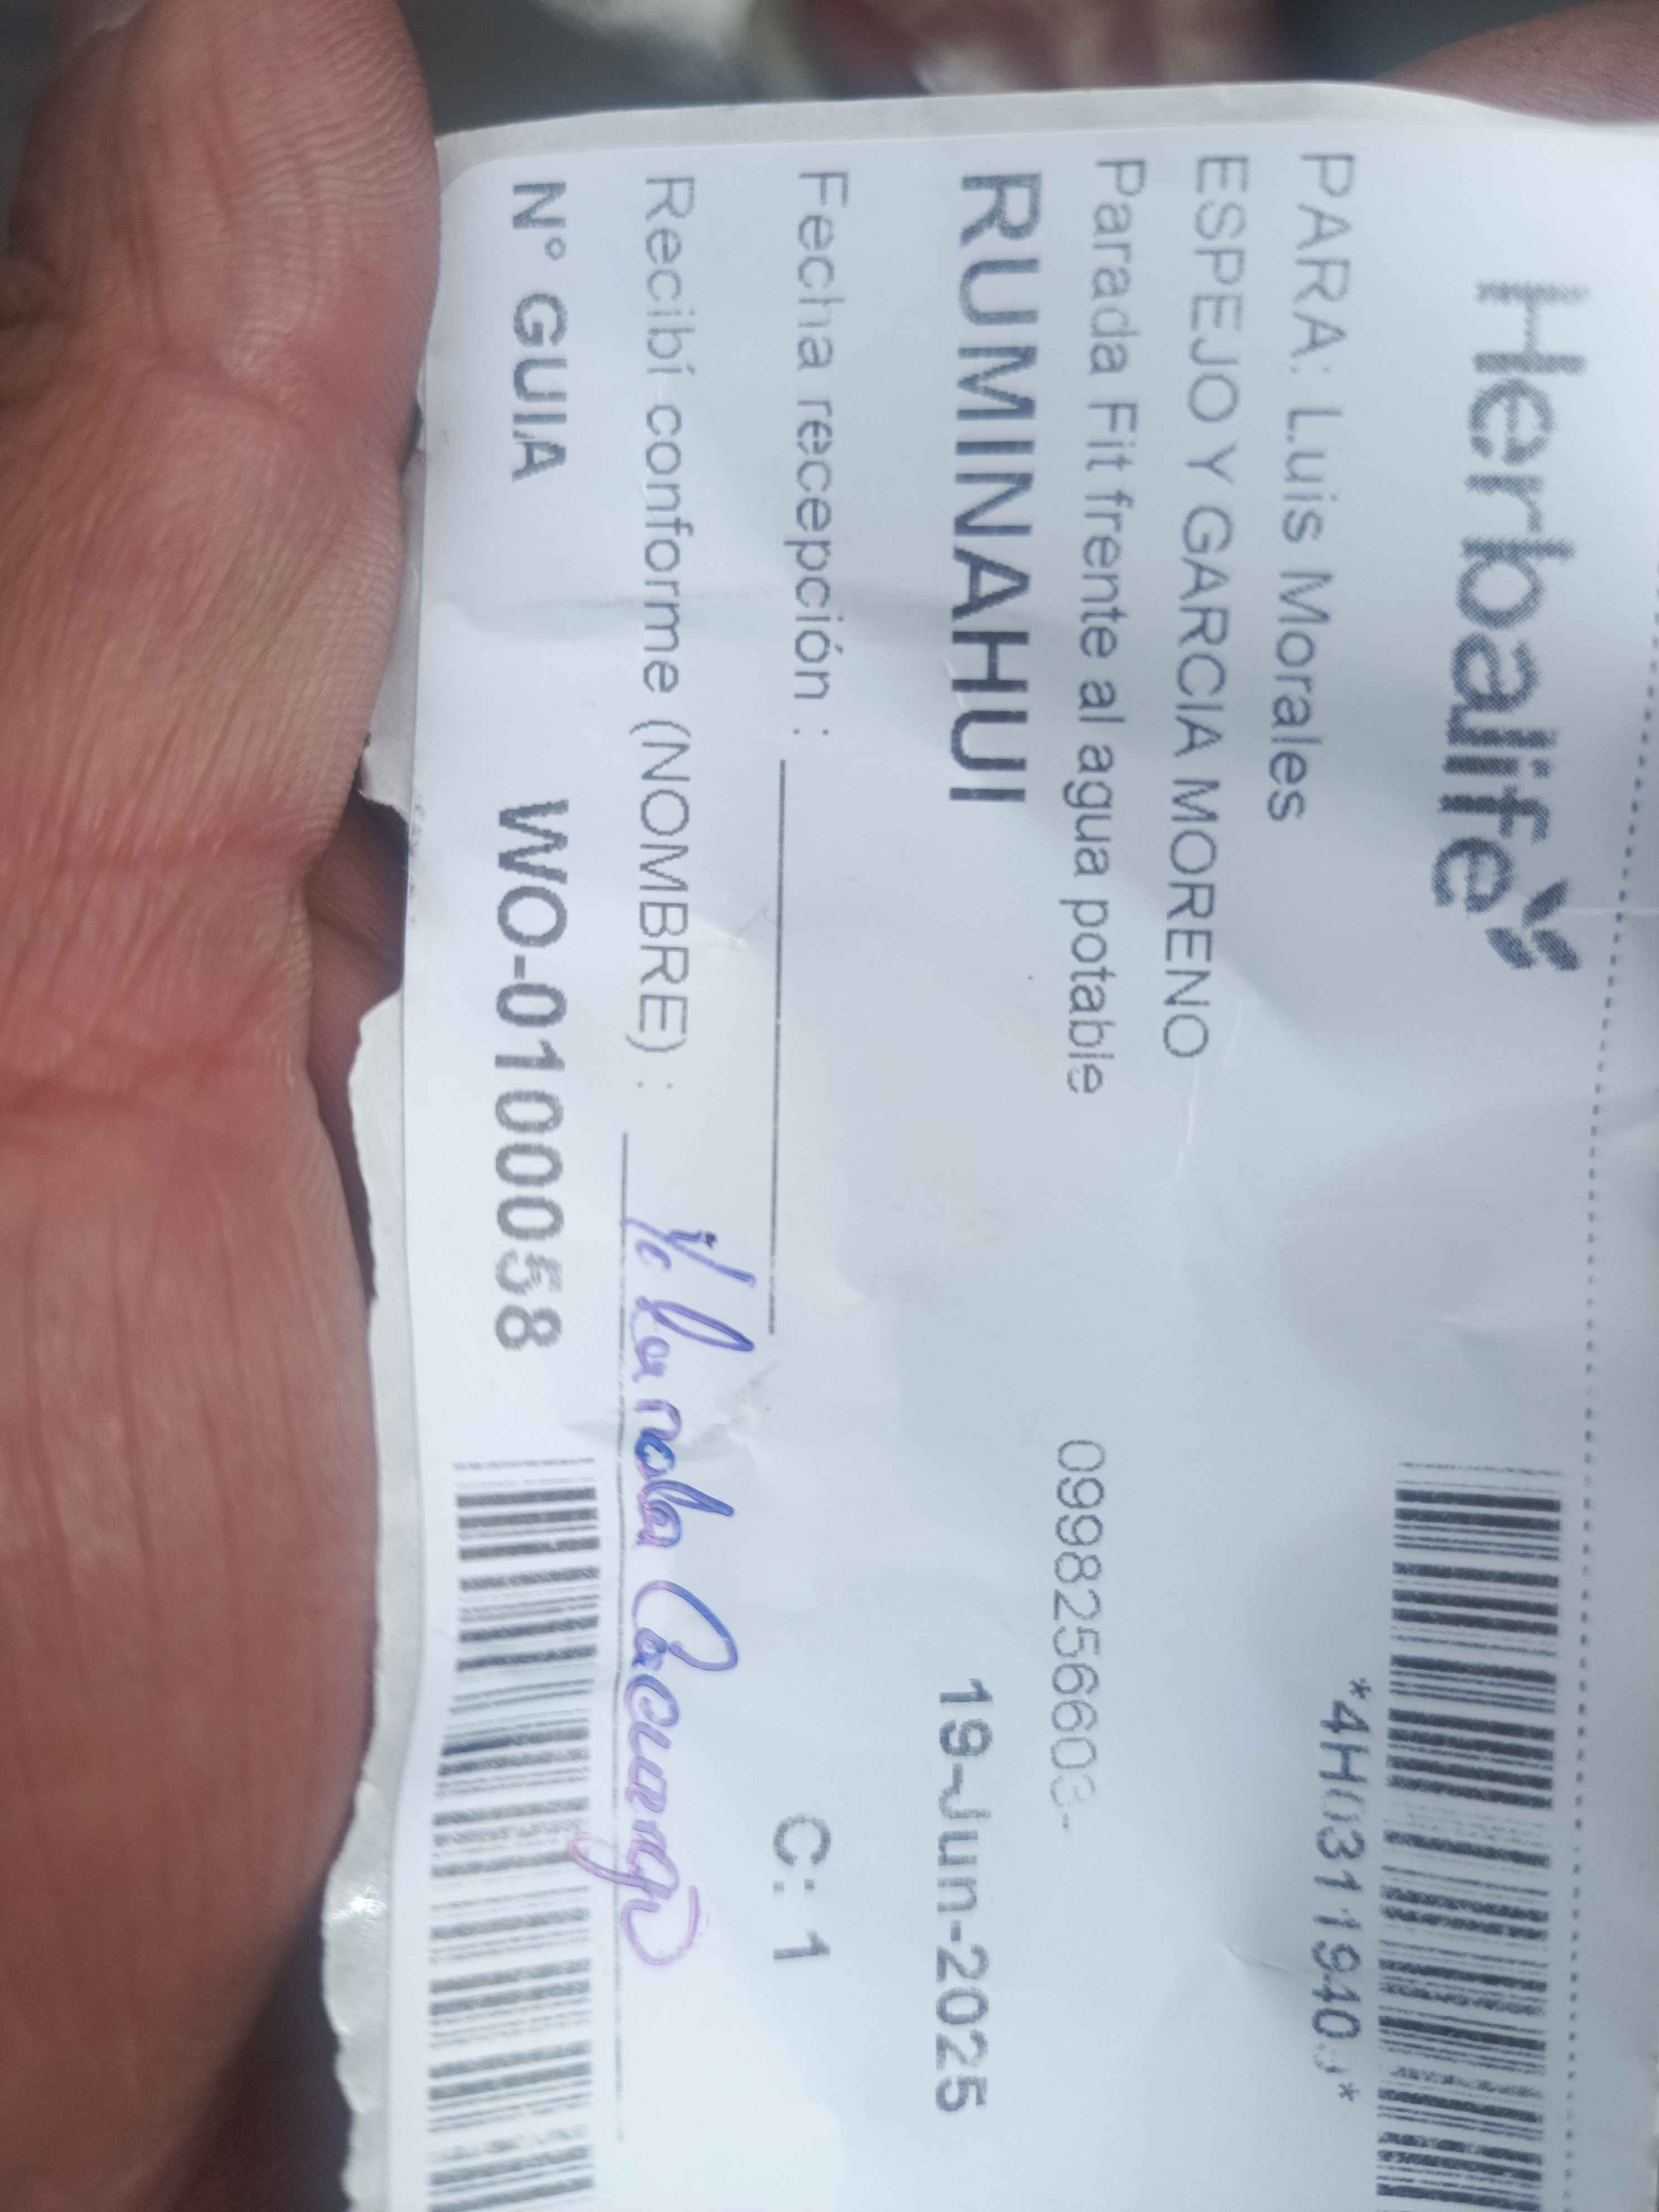 Herbalife
PARA: Luis Morales
ESPEJO Y GARCIA MORENO
Parada Fit frente al agua potable 0998256603-
RUMINAHUI 19-Jun-2025
Fecha recepción : C: 1
Recibí conforme (NOMBRE) :
N° GUIA WO-0100058